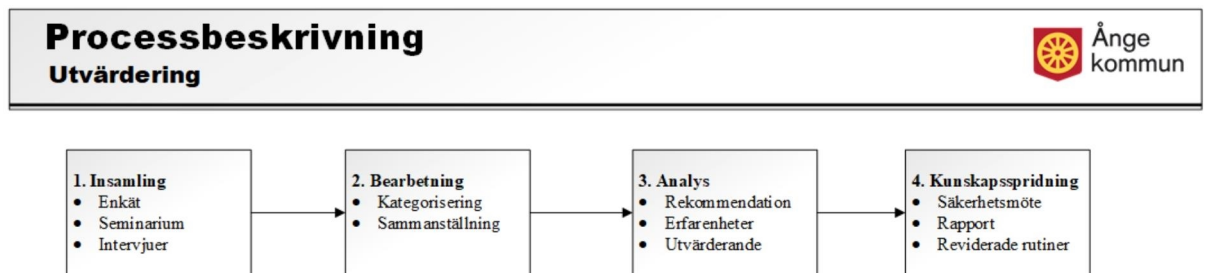 Processbeskrivning
Utvärdering
Ånge
kommun
1. Insamling
• Enkät
• Seminarium
• Intervjuer
2. Bearbetning
• Kategorisering
• Sammanställning
3. Analys
• Rekommendation
• Erfarenheter
• Utvärderande
4. Kunskapsspridning
• Säkerhetsmöte
• Rapport
• Reviderade rutiner